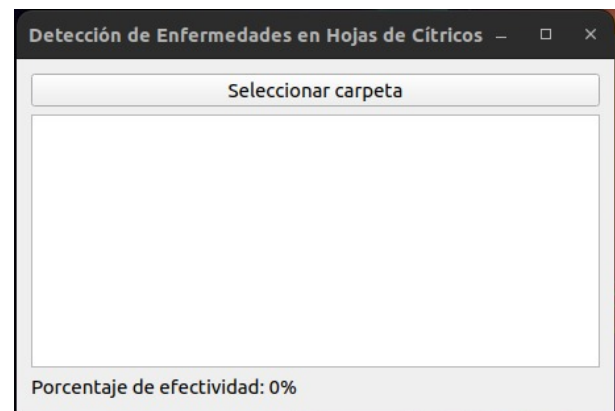 Detección de Enfermedades en Hojas de Cítricos
Seleccionar carpeta
Porcentaje de efectividad: 0%